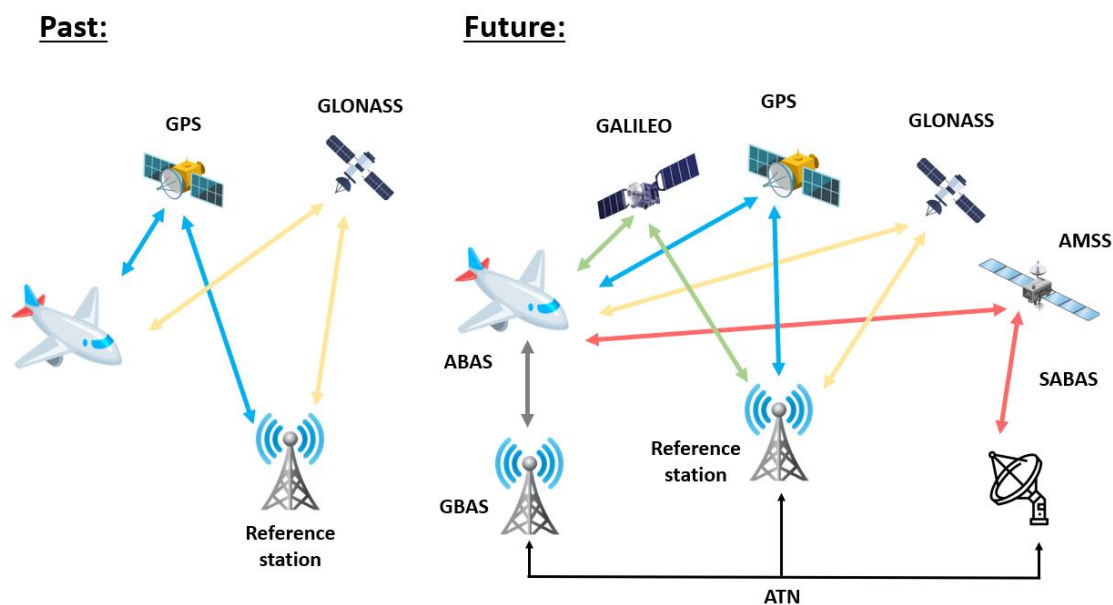 Past:
GPS
GLONASS
Reference
station
Future:
GALILEO
GPS
GLONASS
AMSS
ABAS
SABAS
GBAS
Reference
station
ATN